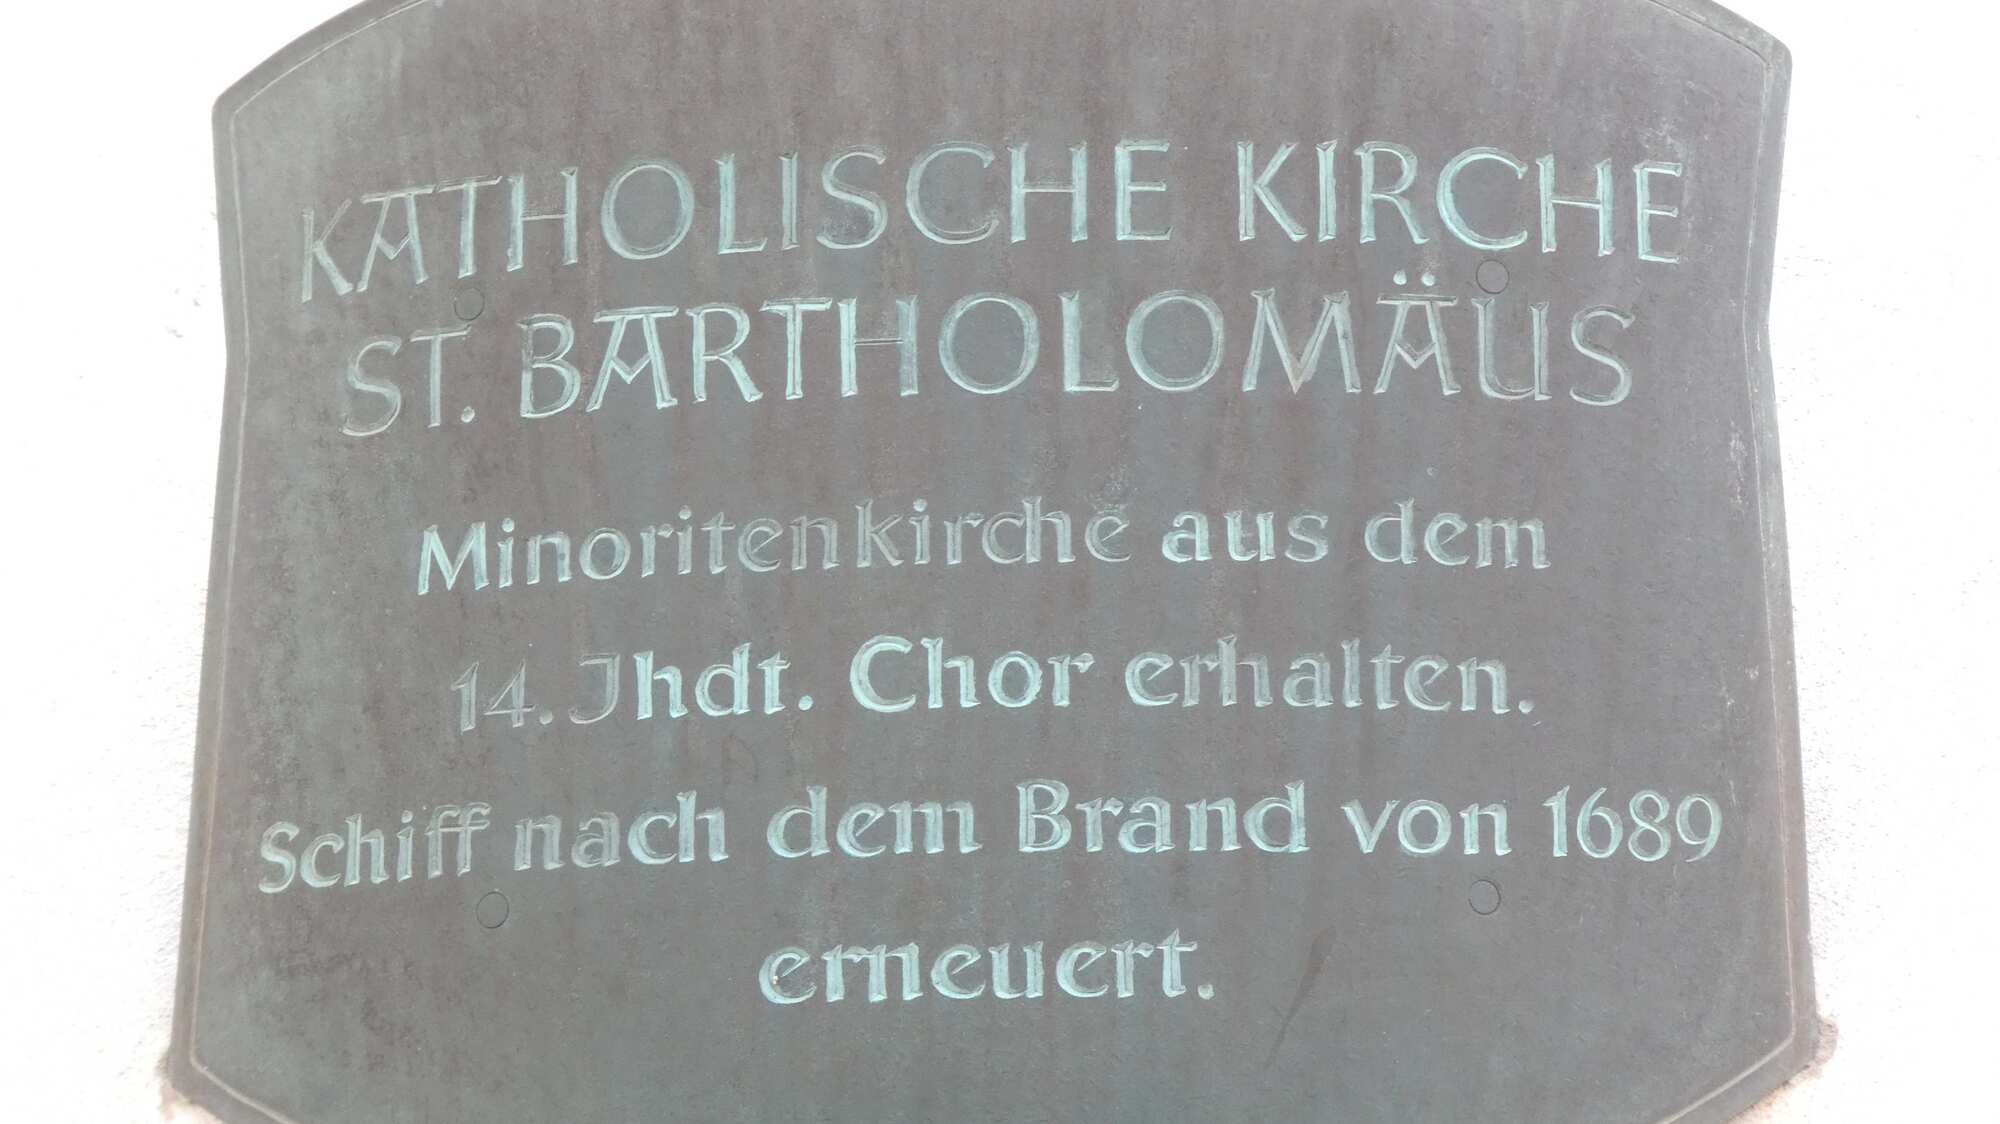 KATHOLISCHE KIRCHE
ST. BARTHOLOMÄUS
Minoritenkirche aus dem
14. Jhdt. Chor erhalten.
Schiff nach dem Brand von 1689
erneuert.